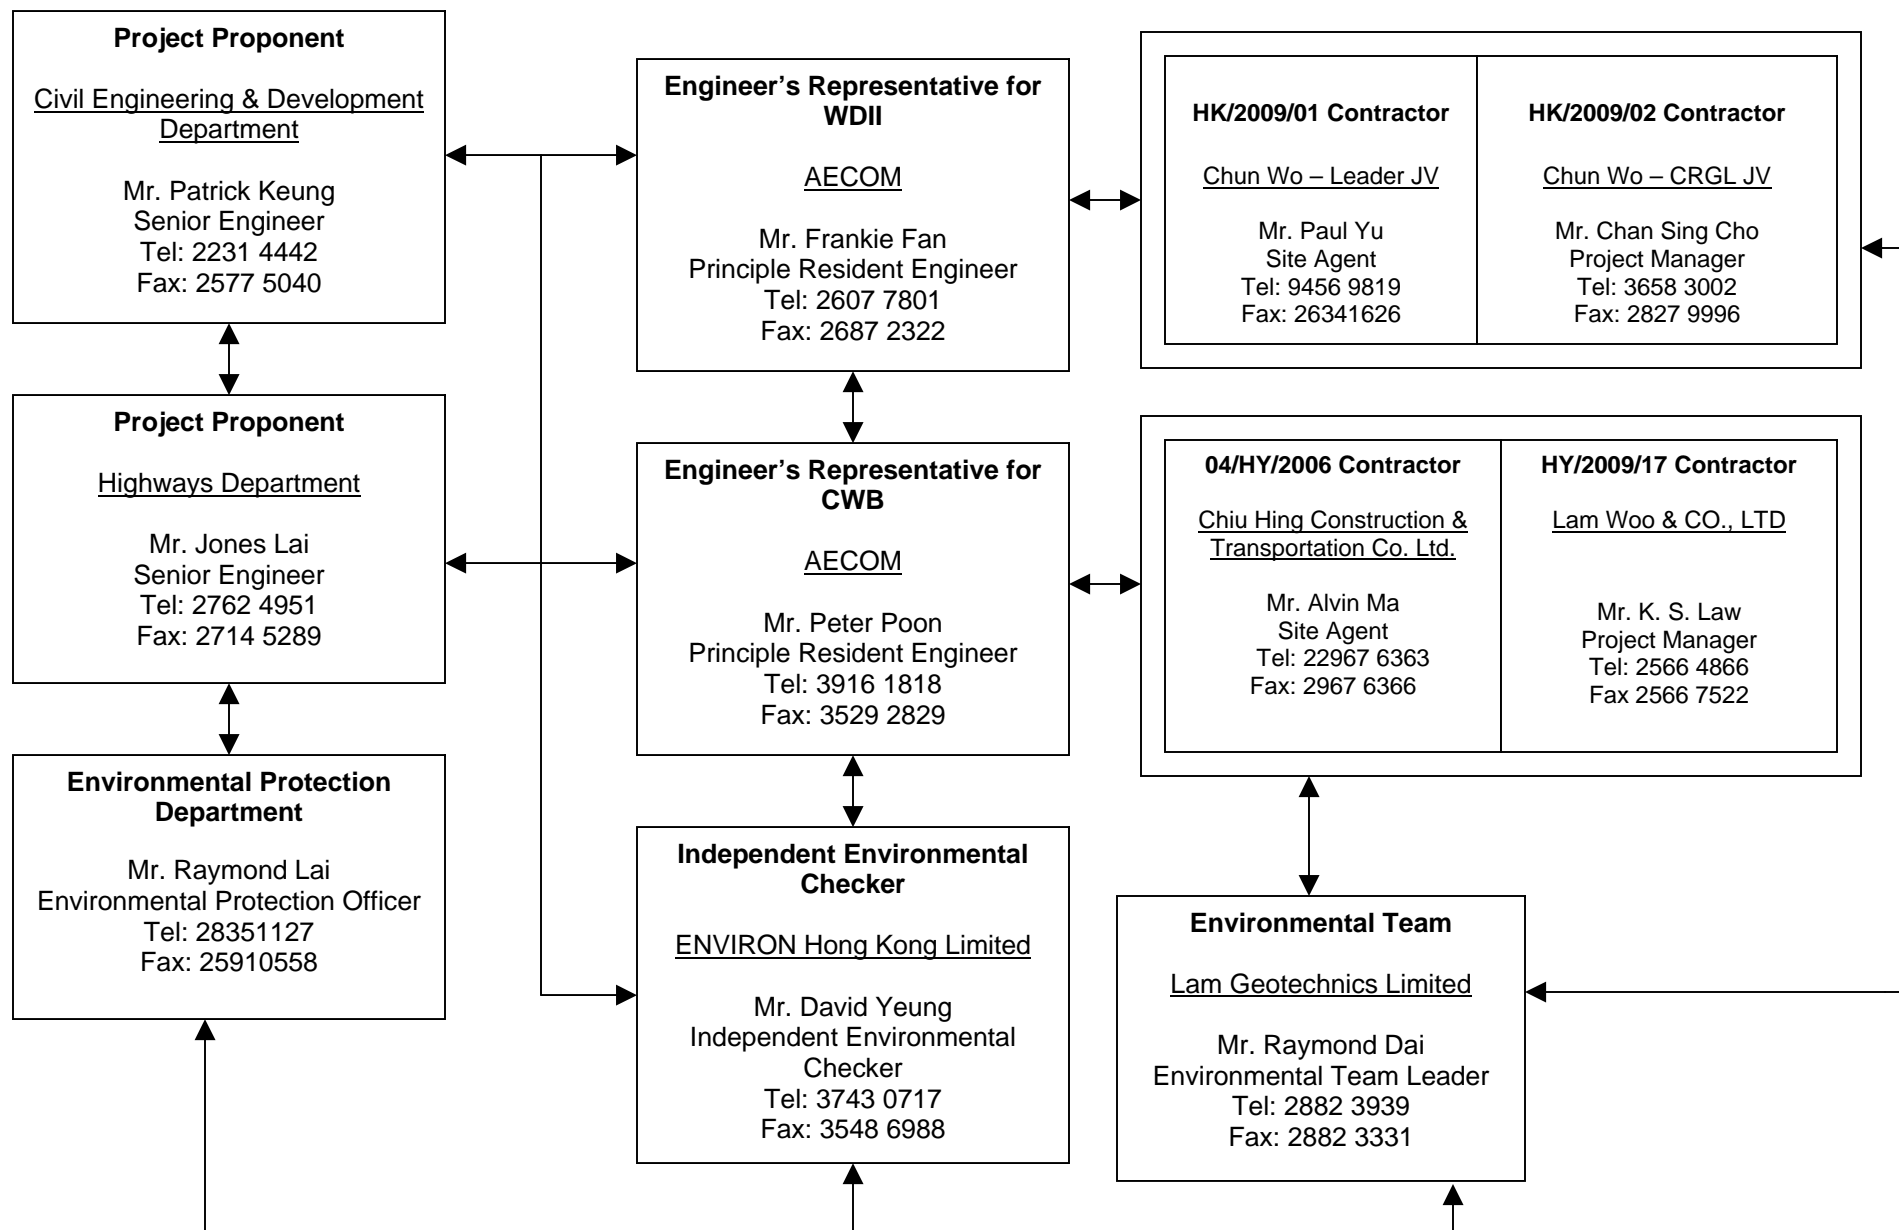 Project Proponent
Civil Engineering & Development
Department
Mr. Patrick Keung
Senior Engineer
Tel: 2231 4442
Fax: 2577 5040
Engineer’s Representative for
WDII
AECOM
Mr. Frankie Fan
Principle Resident Engineer
Tel: 2607 7801
Fax: 2687 2322
HK/2009/01 Contractor
Chun Wo – Leader JV
Mr. Paul Yu
Site Agent
Tel: 9456 9819
Fax: 26341626
HK/2009/02 Contractor
Chun Wo – CRGL JV
Mr. Chan Sing Cho
Project Manager
Tel: 3658 3002
Fax: 2827 9996
Project Proponent
Highways Department
Mr. Jones Lai
Senior Engineer
Tel: 2762 4951
Fax: 2714 5289
Engineer’s Representative for
CWB
AECOM
Mr. Peter Poon
Principle Resident Engineer
Tel: 3916 1818
Fax: 3529 2829
04/HY/2006 Contractor
Chiu Hing Construction &
Transportation Co. Ltd.
Mr. Alvin Ma
Site Agent
Tel: 22967 6363
Fax: 2967 6366
HY/2009/17 Contractor
Lam Woo & CO., LTD
Mr. K. S. Law
Project Manager
Tel: 2566 4866
Fax 2566 7522
Environmental Protection
Department
Mr. Raymond Lai
Environmental Protection Officer
Tel: 28351127
Fax: 25910558
Independent Environmental
Checker
ENVIRON Hong Kong Limited
Mr. David Yeung
Independent Environmental
Checker
Tel: 3743 0717
Fax: 3548 6988
Environmental Team
Lam Geotechnics Limited
Mr. Raymond Dai
Environmental Team Leader
Tel: 2882 3939
Fax: 2882 3331